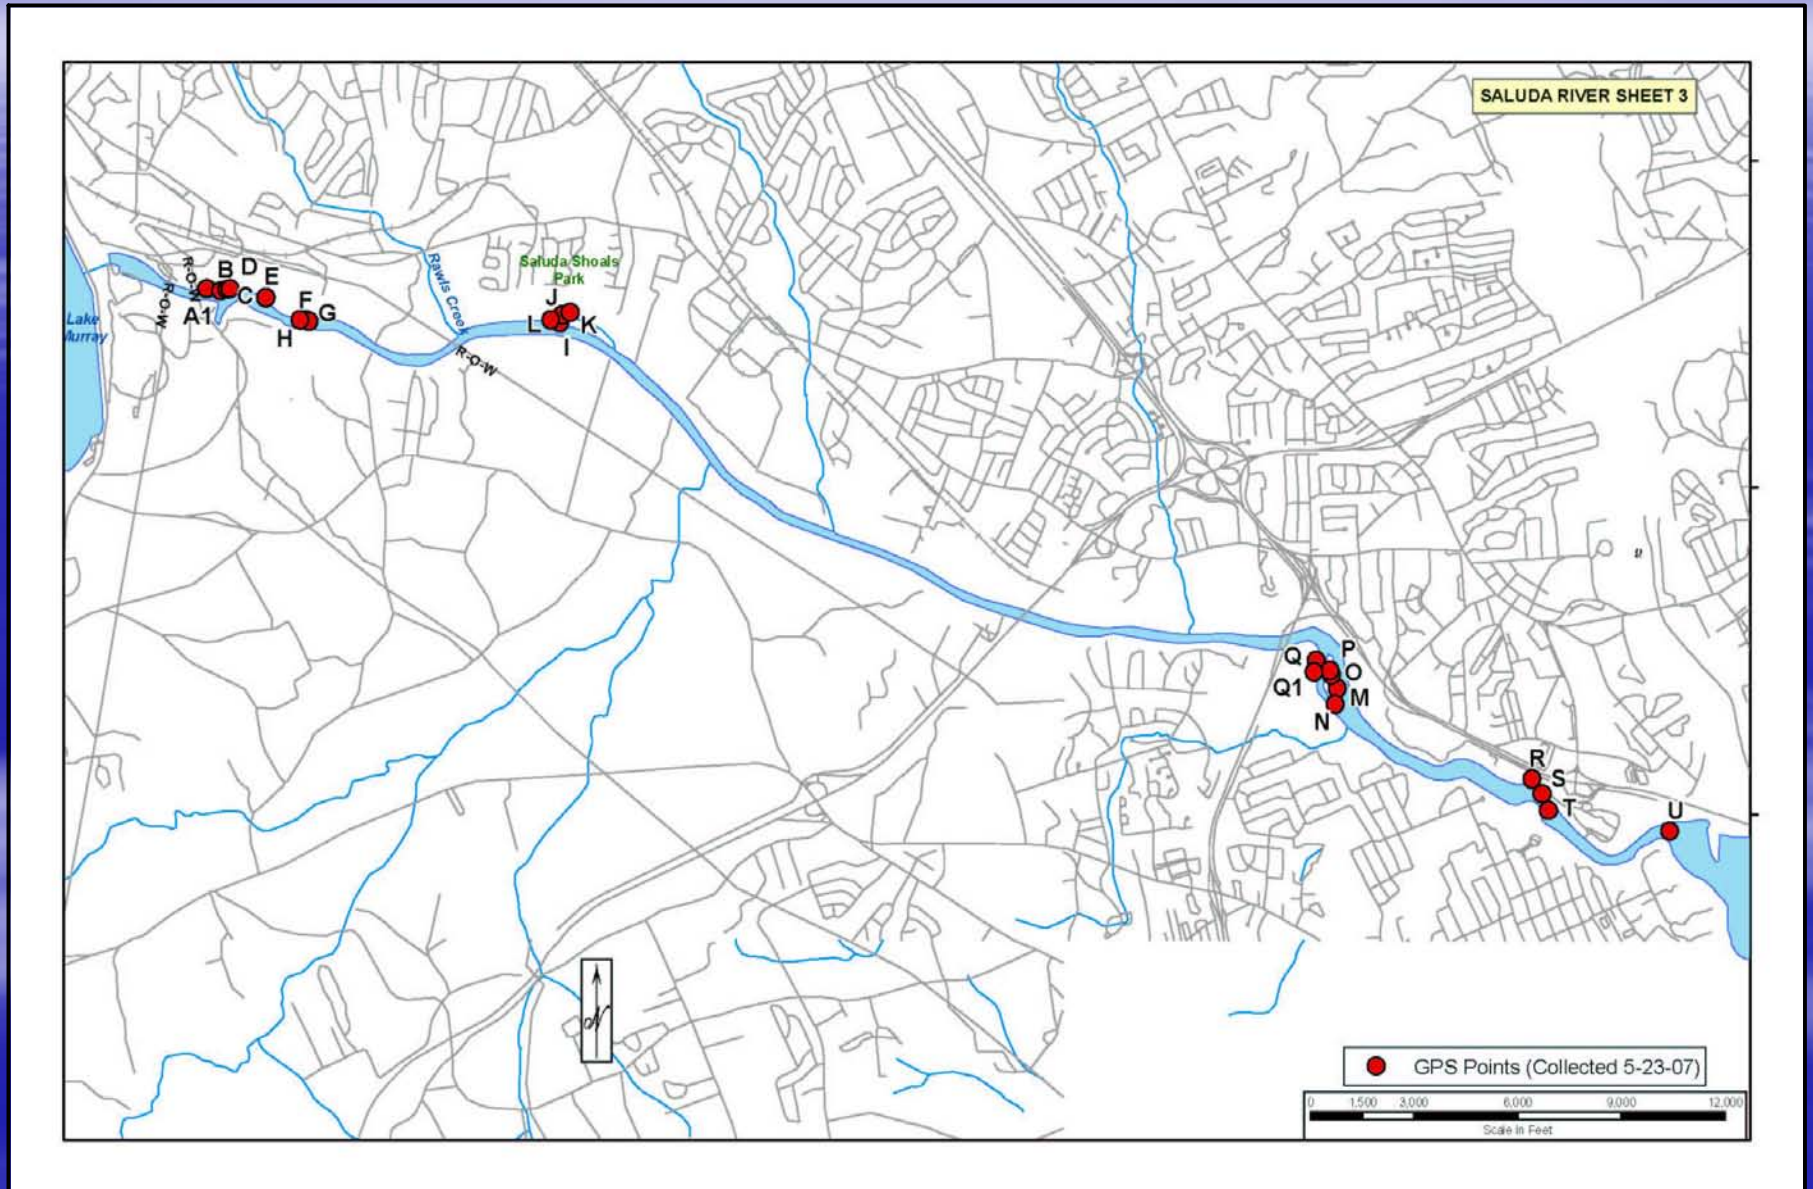 SALUDA RIVER SHEET 3
R-O-W
B
D
E
C
A1
R-O-W
F
G
H
Rawls Creek
Saluda Shoals
Park
J
L
K
I
R-O-W
Lake
Murray
P
Q
O
Q1
M
N
R
S
T
U
N
GPS Points (Collected 5-23-07)
0 1,500 3,000 6,000 9,000 12,000
Scale In Feet